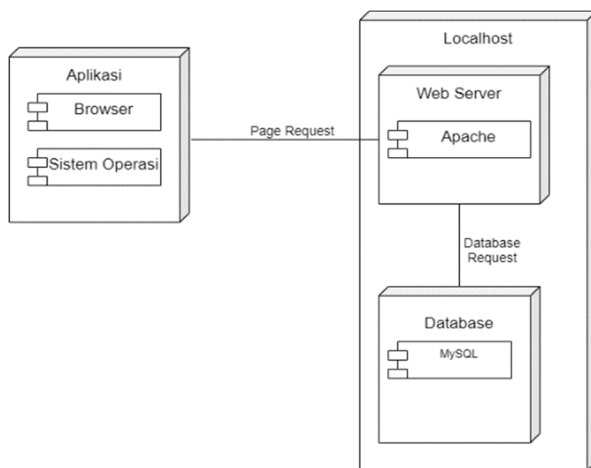 Aplikasi
Browser
Sistem Operasi
Page Request
Localhost
Web Server
Apache
Database
Request
Database
MySQL